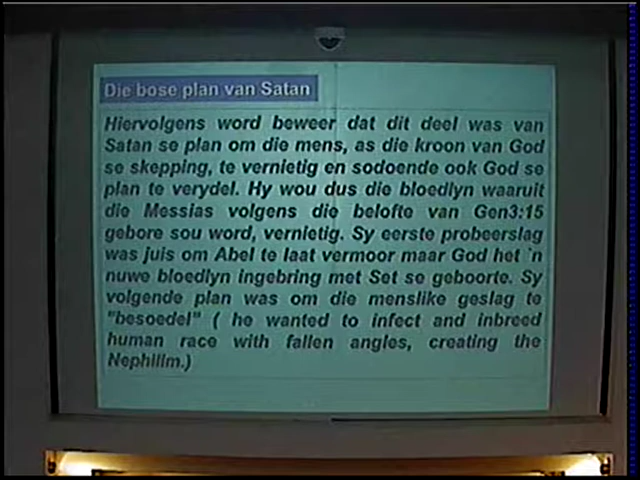 Die bose plan van Satan
Hiervolgens word beweer dat dit deel was van
Satan se plan om die mens, as die kroon van God
se skepping, te vernietig en sodoende ook God se
plan te verydel. Hy wou dus die bloedlyn waaruit
die Messias volgens die belofte van Gen3:15
gebore sou word, vernietig. Sy eerste probeerslag
was juis om Abel te laat vermoor maar God het `n
nuwe bloedlyn ingebring met Set se geboorte. Sy
volgende plan was om die menslike geslag te
"besoedel" ( he wanted to infect and inbreed
human race with fallen angles, creating the
Nephilim.)